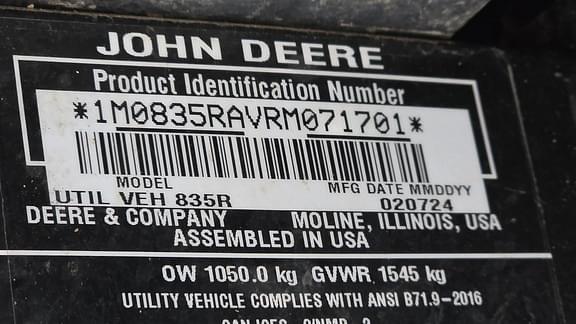 JOHN DEERE
Product Identification Number
*1M0835RAVRM071701*
MODEL MFG DATE MMDDYY
UTIL VEH 835R 020724
DEERE & COMPANY MOLINE, ILLINOIS, USA
ASSEMBLED IN USA
OW 1050.0 kg GVWR 1545 kg
UTILITY VEHICLE COMPLIES WITH ANSI B71.9-2016